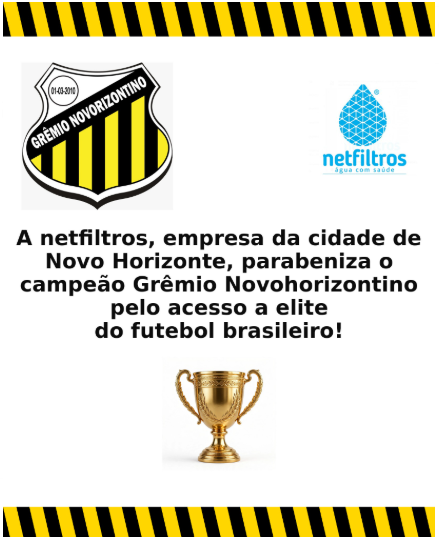 01-03-2010
GRÊMIO NOVORIZONTINO
®
netfiltros
água com saúde
A netfiltros, empresa da cidade de
Novo Horizonte, parabeniza o
campeão Grêmio Novohorizontino
pelo acesso a elite
do futebol brasileiro!